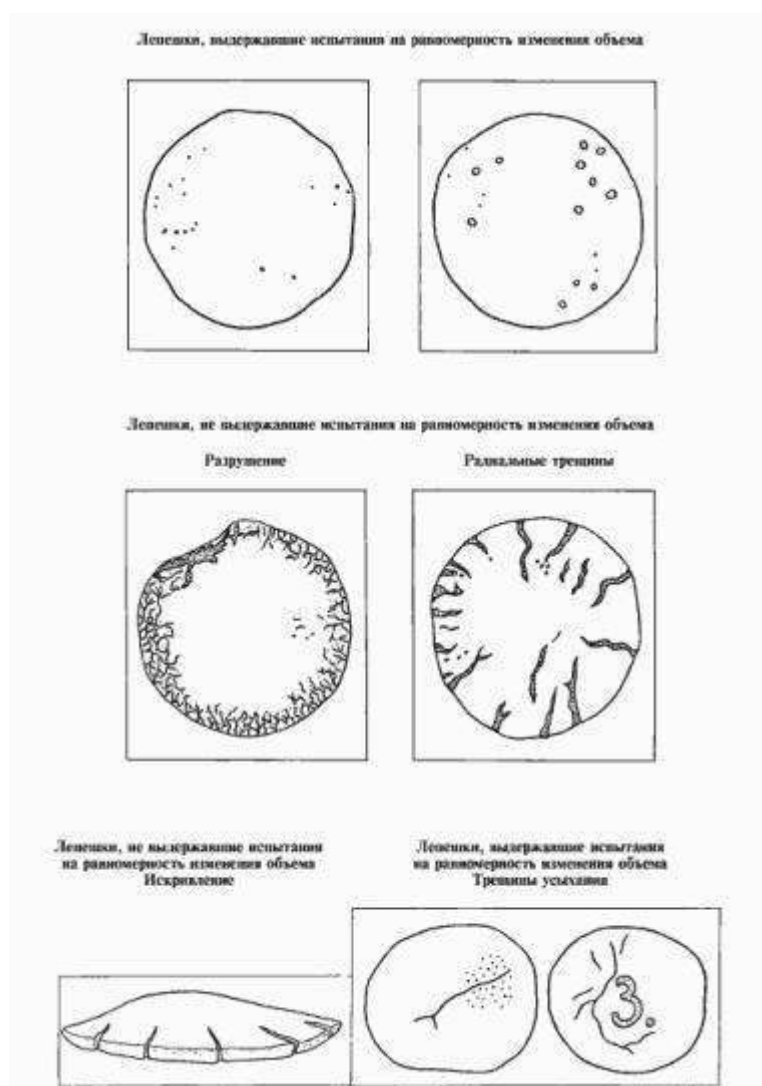 Лепешки, выдержавшие испытания на равномерность изменения объема
Лепешки, не выдержавшие испытания на равномерность изменения объема
Разрушение
Радиальные трещины
Лепешки, не выдержавшие испытания
на равномерность изменения объема
Искривление
Лепешки, выдержавшие испытания
на равномерность изменения объема
Трещины усыхания
3.